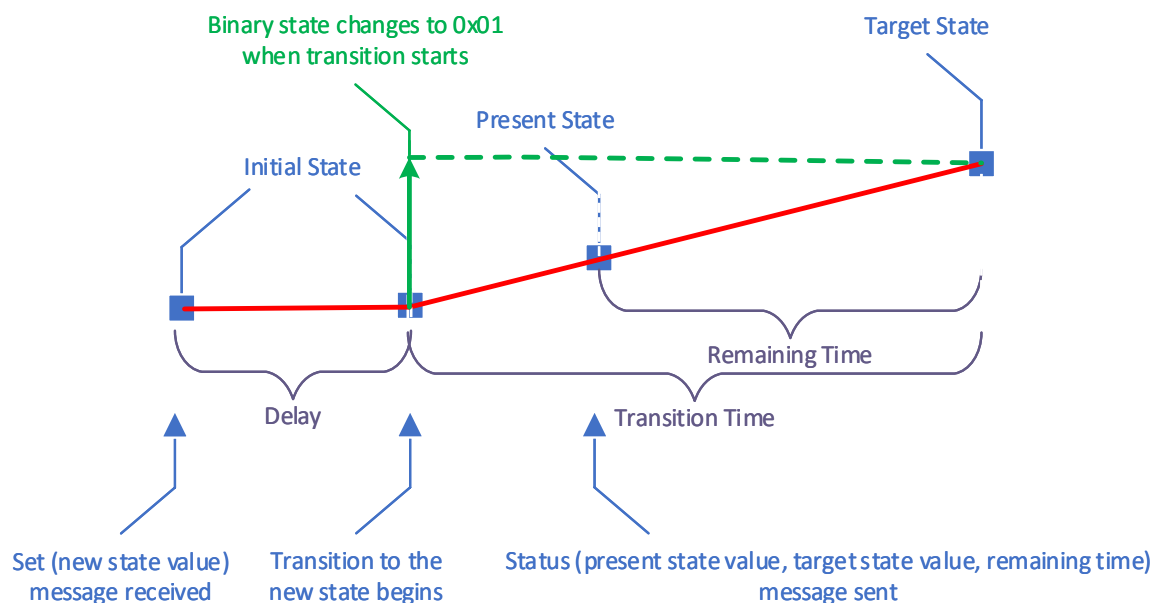 Binary state changes to 0x01
when transition starts
Target State
Present State
Initial State
Remaining Time
Delay
Transition Time
Set (new state value)
message received
Transition to the
new state begins
Status (present state value, target state value, remaining time)
message sent